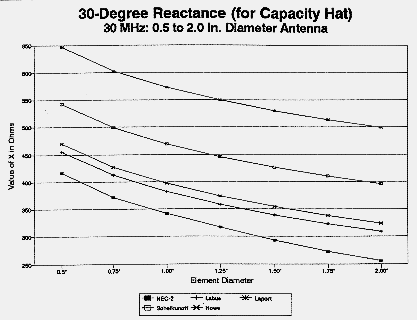 30-Degree Reactance (for Capacity Hat)
30 MHz: 0.5 to 2.0 In. Diameter Antenna
Value of X in Ohms
650
600
550
500
450
400
350
300
250
0.5" 0.75" 1.00" 1.25" 1.50" 1.75" 2.00"
Element Diameter
NEC-2 Labus Laport
Schelkunoff Howe